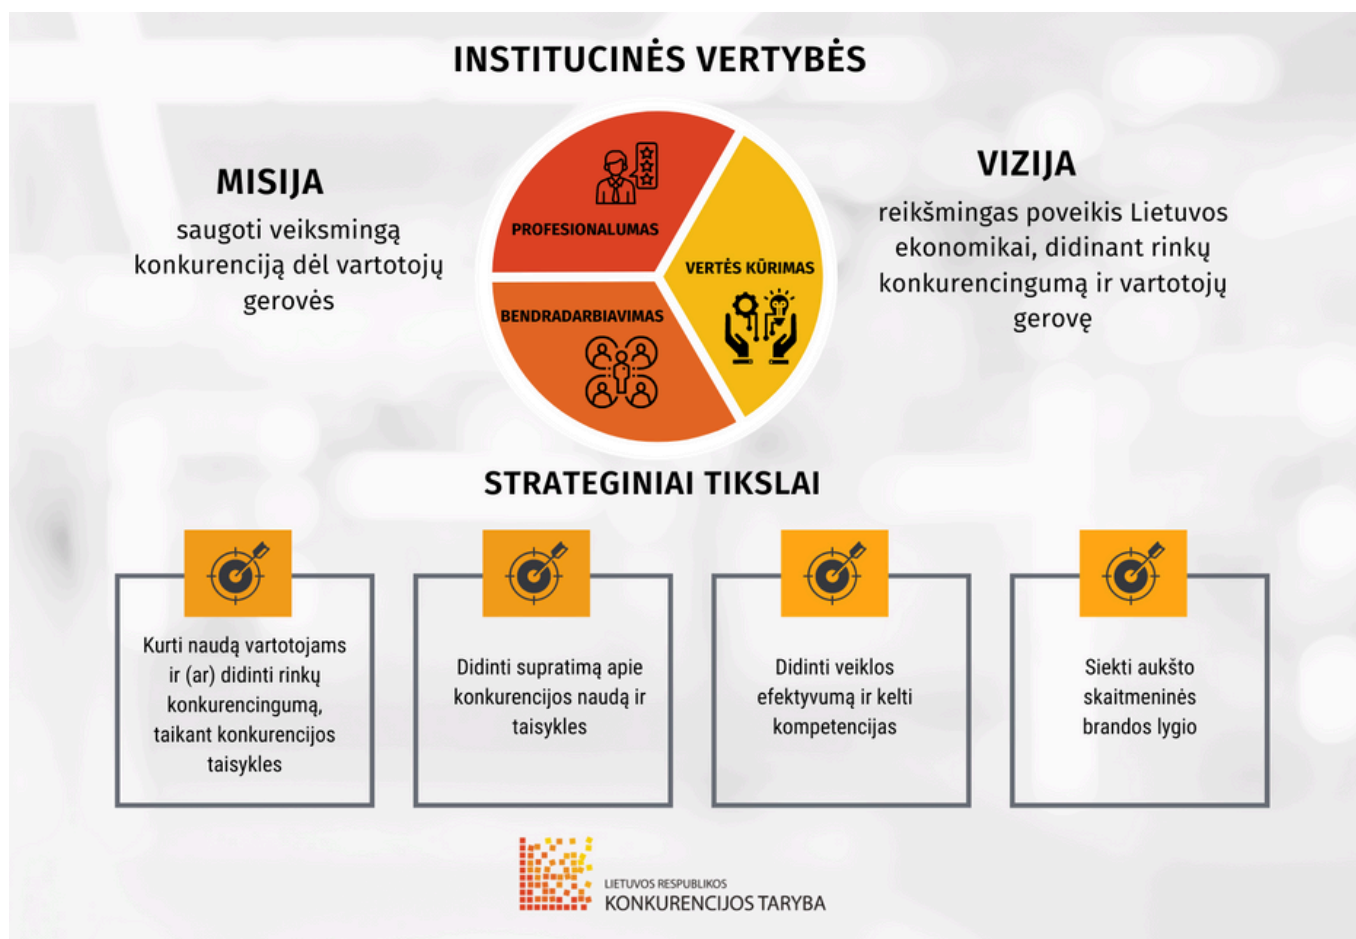 INSTITUCINĖS VERTYBĖS
MISIJA
saugoti veiksmingą
konkurenciją dėl vartotojų
gerovės
PROFESIONALUMAS
VERTĖS KŪRIMAS
BENDRADARBIAVIMAS
VIZIJA
reikšmingas poveikis Lietuvos
ekonomikai, didinant rinkų
konkurencingumą ir vartotojų
gerovę
STRATEGINIAI TIKSLAI
Kurti naudą vartotojams
ir (ar) didinti rinkų
konkurencingumą,
taikant konkurencijos
taisykles
Didinti supratimą apie
konkurencijos naudą ir
taisykles
Didinti veiklos
efektyvumą ir kelti
kompetencijas
Siekti aukšto
skaitmeninės
brandos lygio
LIETUVOS RESPUBLIKOS
KONKURENCIJOS TARYBA